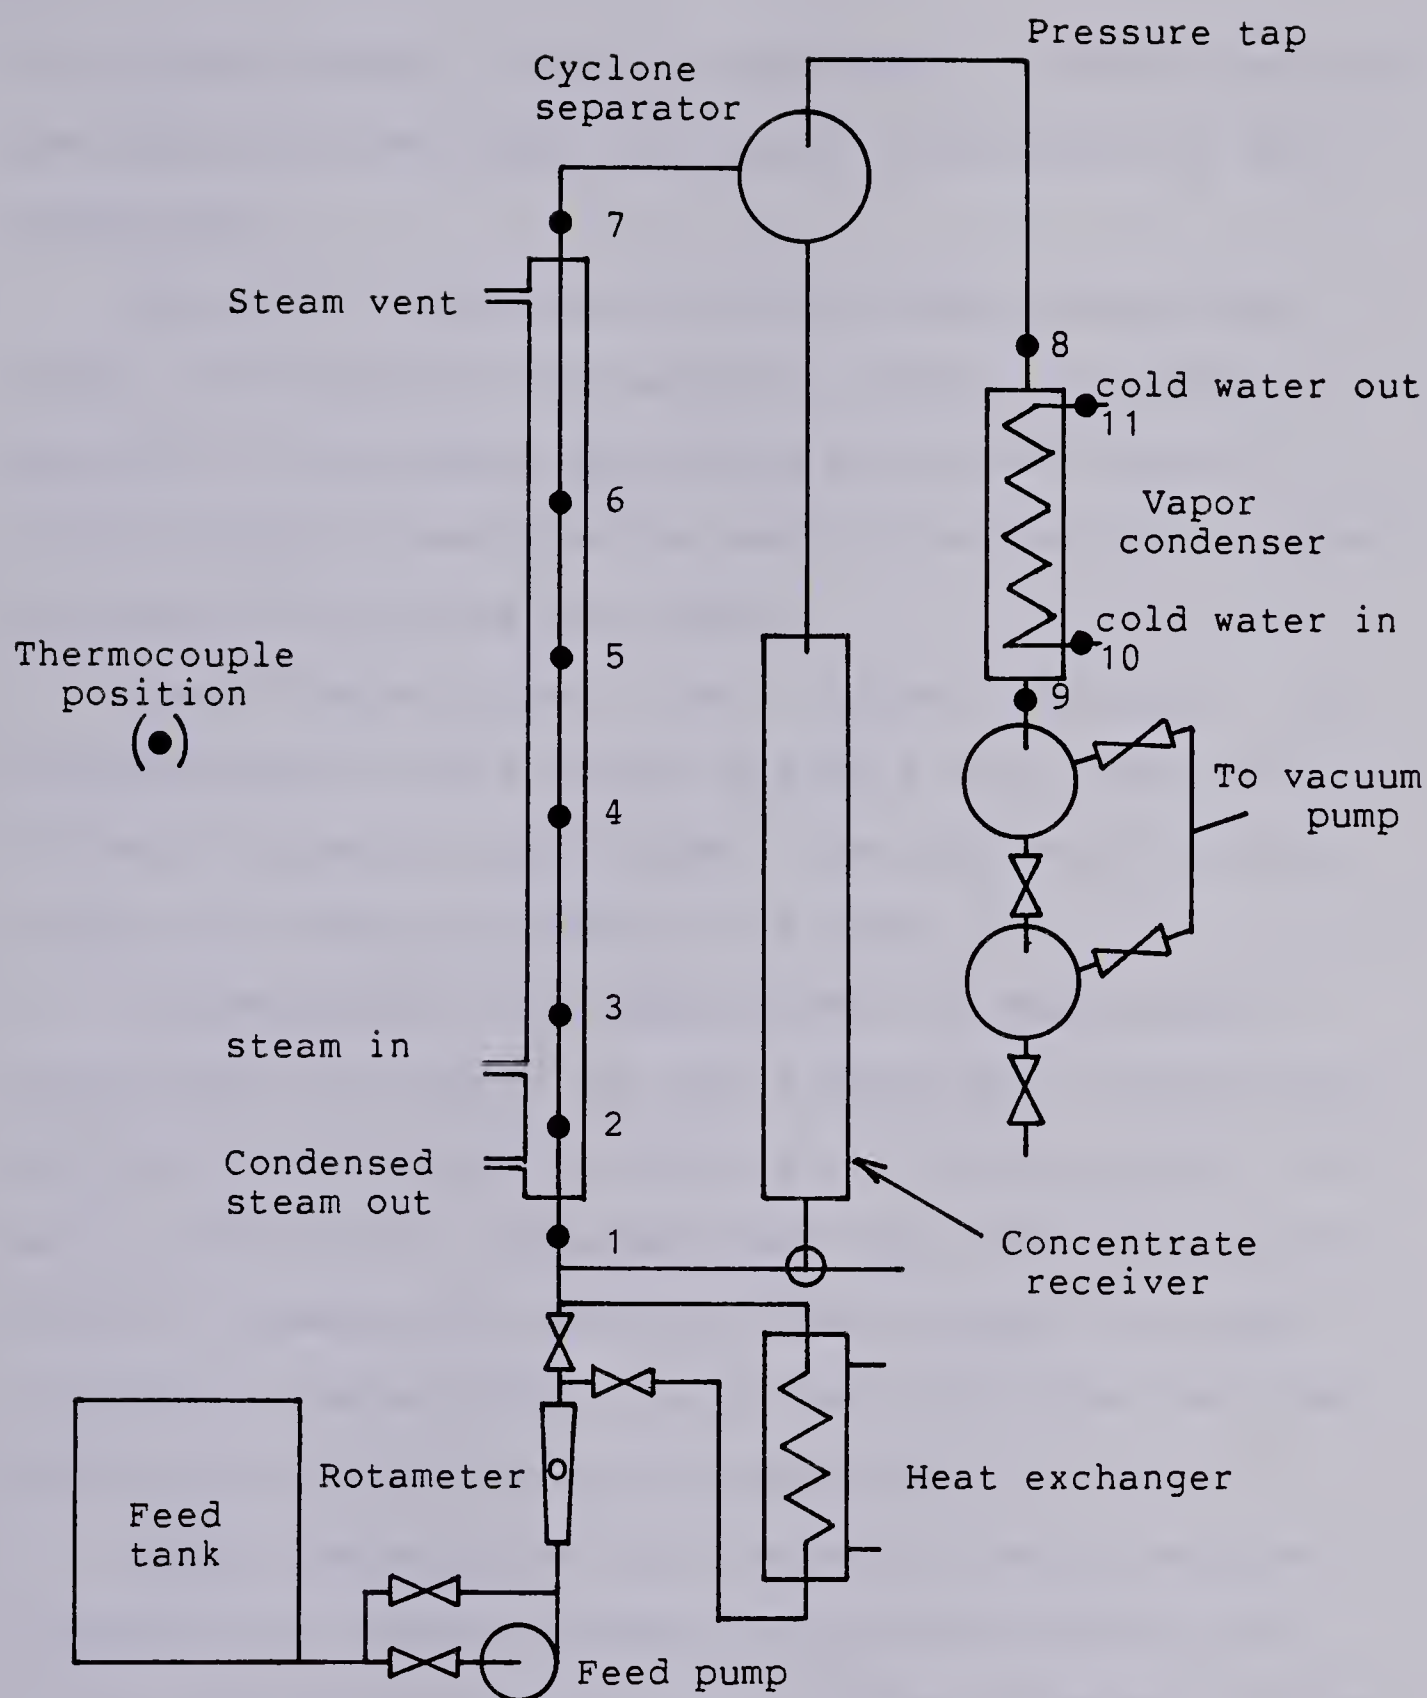 Pressure tap
Cyclone
separator
7
Steam vent
8
cold water out
11
6
Vapor
condenser
cold water in
10
Thermocouple
position
(●)
5
9
To vacuum
pump
4
3
steam in
2
Condensed
steam out
1
Concentrate
receiver
Rotameter
Heat exchanger
Feed
tank
Feed pump